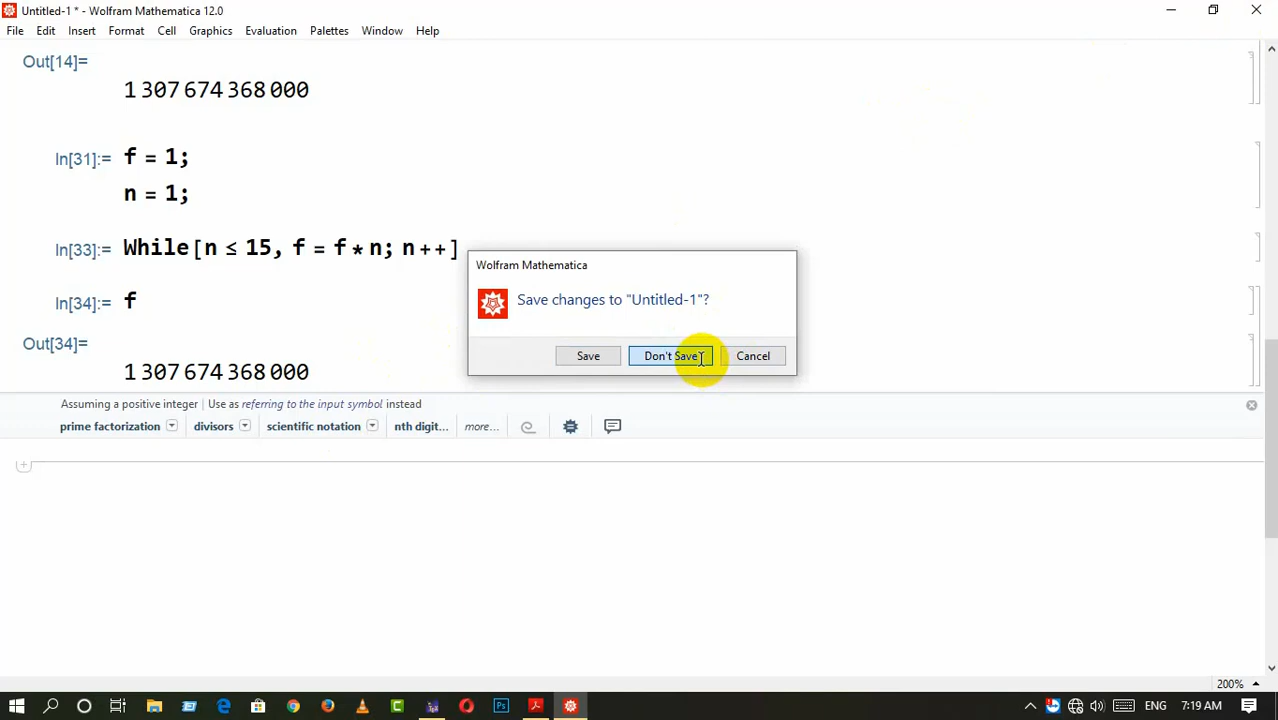 Untitled-1 * - Wolfram Mathematica 12.0
File Edit Insert Format Cell Graphics Evaluation Palettes Window Help
Out[14]=
1 307 674 368 000
In[31]:= f = 1;
n = 1;
In[33]:= While[n ≤ 15, f = f * n; n ++]
Wolfram Mathematica
Save changes to "Untitled-1"?
Save Don't Save Cancel
In[34]:= f
Out[34]=
1 307 674 368 000
Assuming a positive integer | Use as referring to the input symbol instead
prime factorization divisors scientific notation nth digit... more...
200%
ENG 7:19 AM